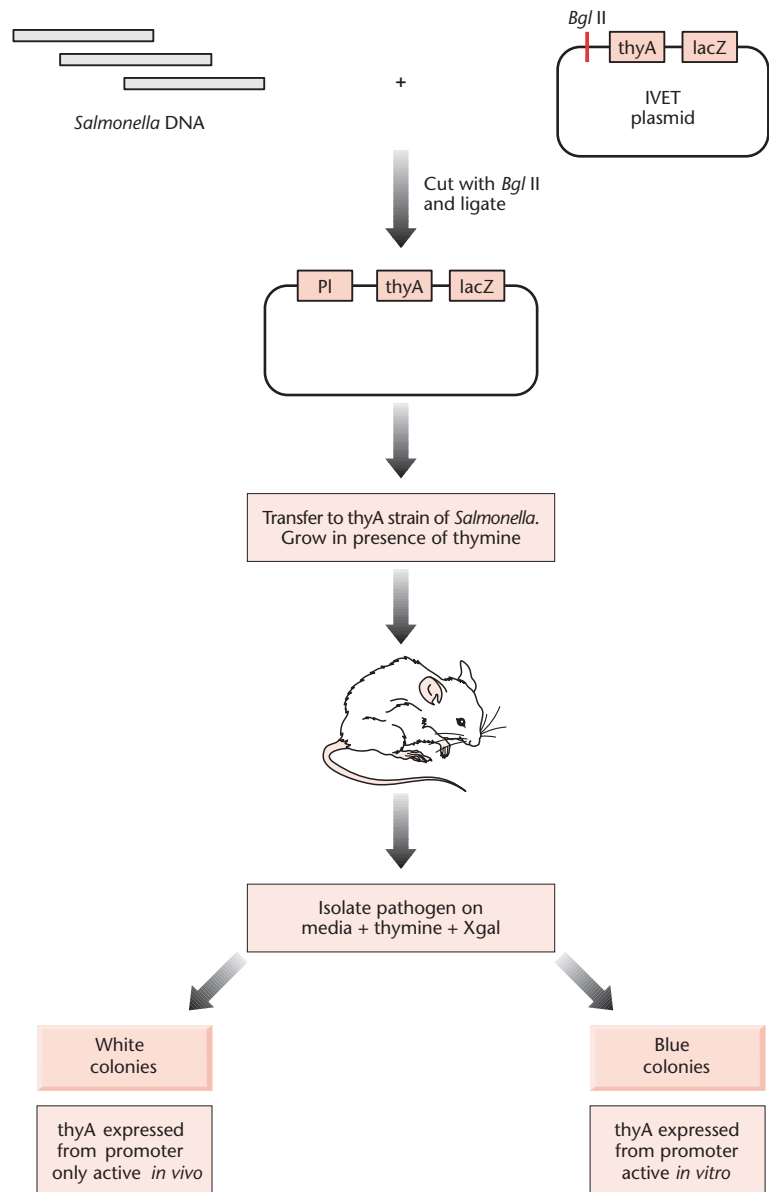 Bgl II
thyA
lacZ
IVET
plasmid
Salmonella DNA
+
Cut with Bgl II
and ligate
Pl
thyA
lacZ
Transfer to thyA strain of Salmonella.
Grow in presence of thymine
Isolate pathogen on
media + thymine + Xgal
White
colonies
Blue
colonies
thyA expressed
from promoter
only active in vivo
thyA expressed
from promoter
active in vitro